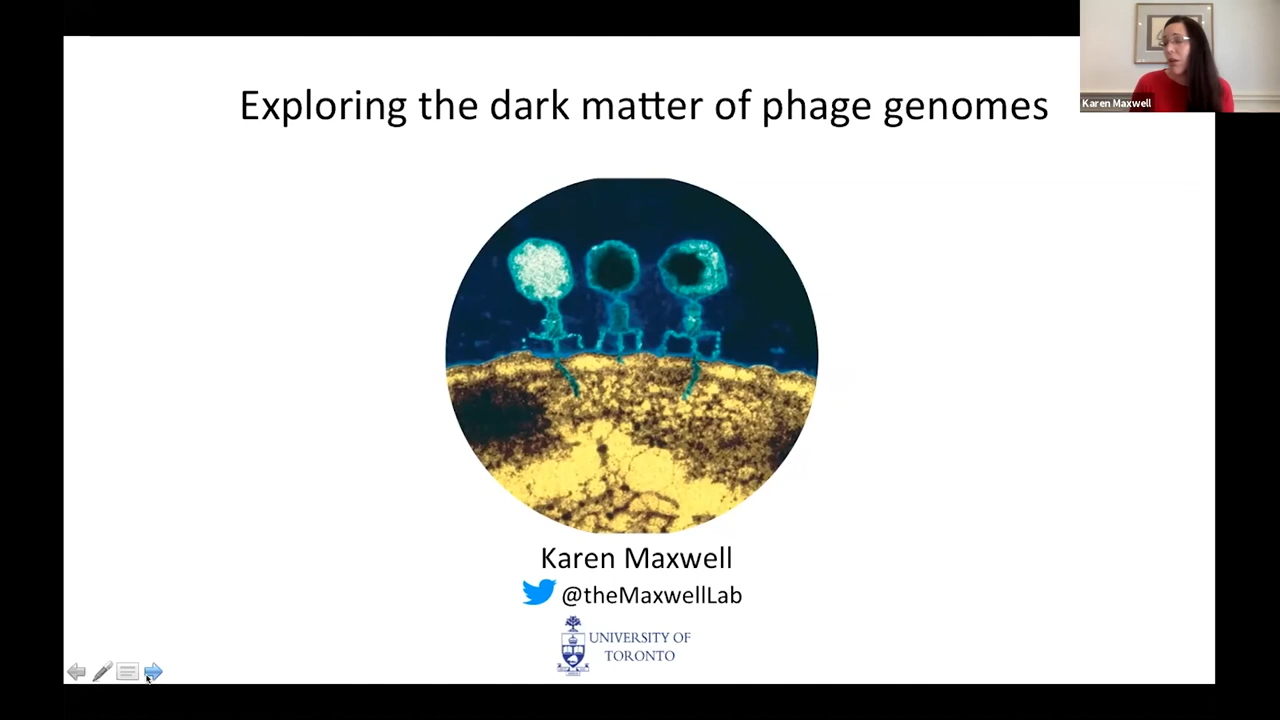 Exploring the dark matter of phage genomes
Karen Maxwell
Karen Maxwell
@theMaxwellLab
UNIVERSITY OF
TORONTO